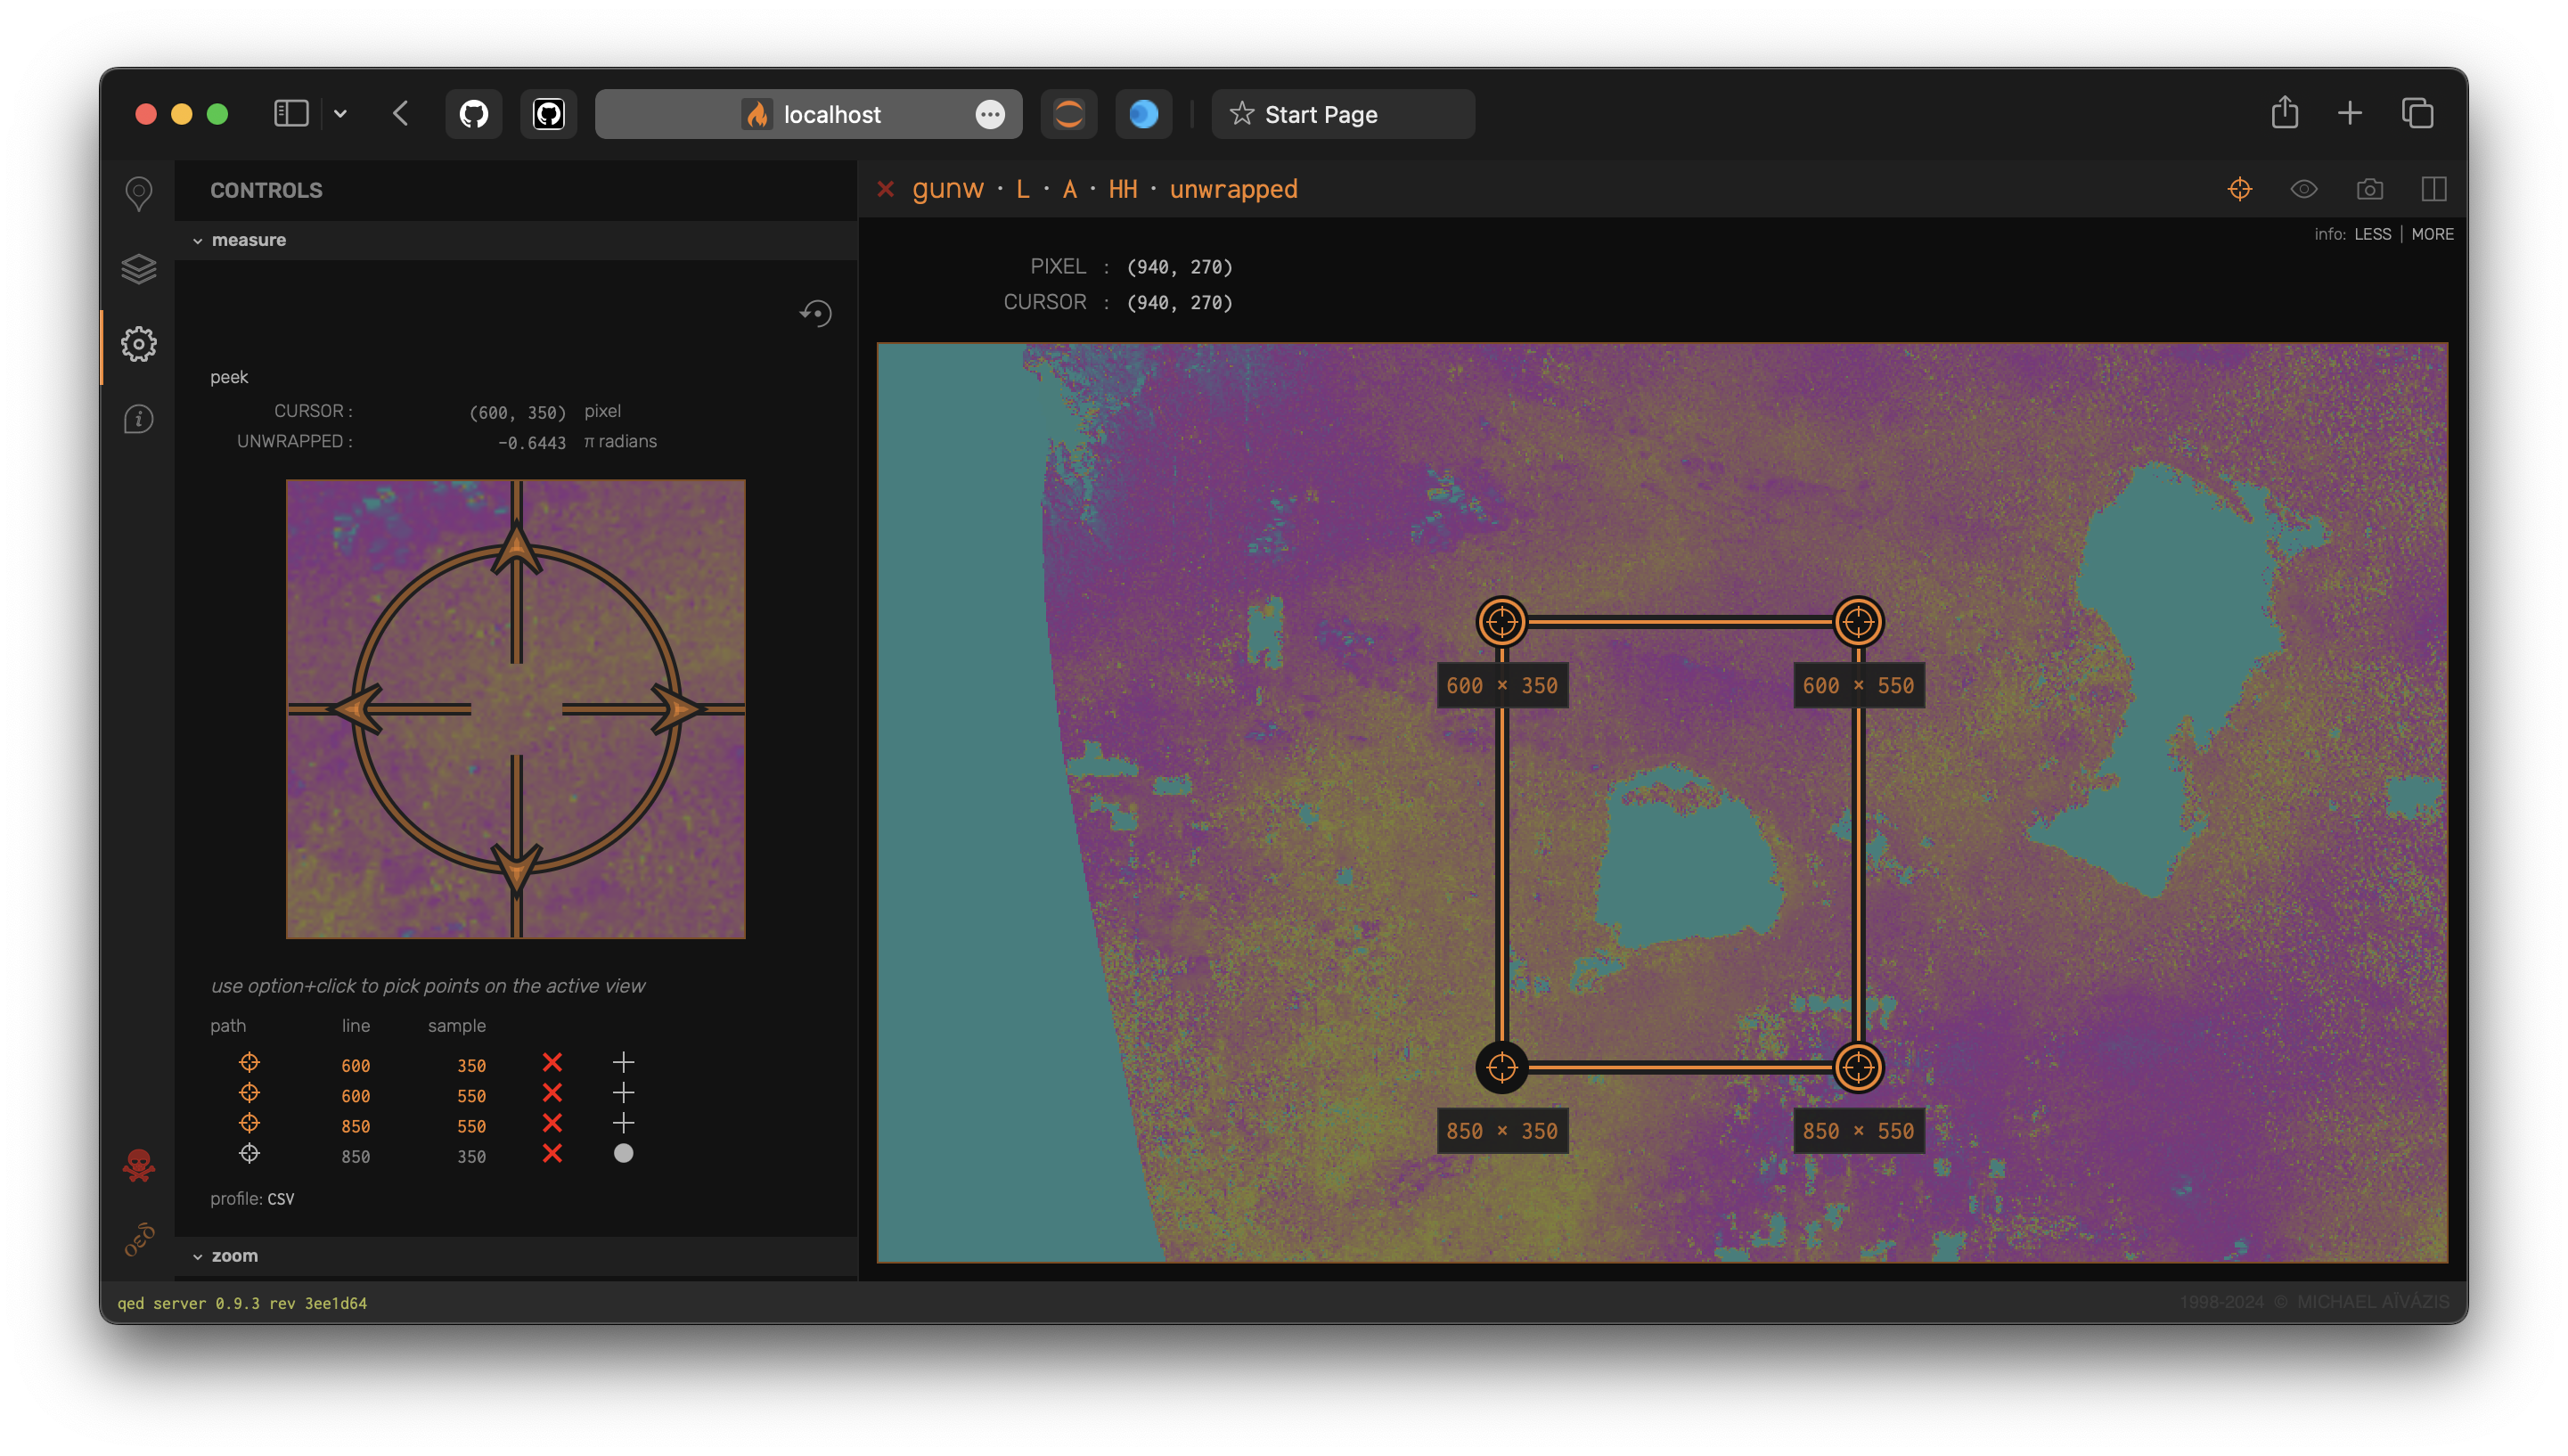 localhost
Start Page
CONTROLS
measure
peek
CURSOR : (600, 350) pixel
UNWRAPPED : -0.6443 π radians
use option+click to pick points on the active view
path line sample
600 350
600 550
850 550
850 350
profile: CSV
zoom
gunw · L · A · HH · unwrapped
info: LESS | MORE
PIXEL : (940, 270)
CURSOR : (940, 270)
600 × 350
600 × 550
850 × 350
850 × 550
qed server 0.9.3 rev 3ee1d64
1998-2024 © MICHAEL AÏVÁZIS